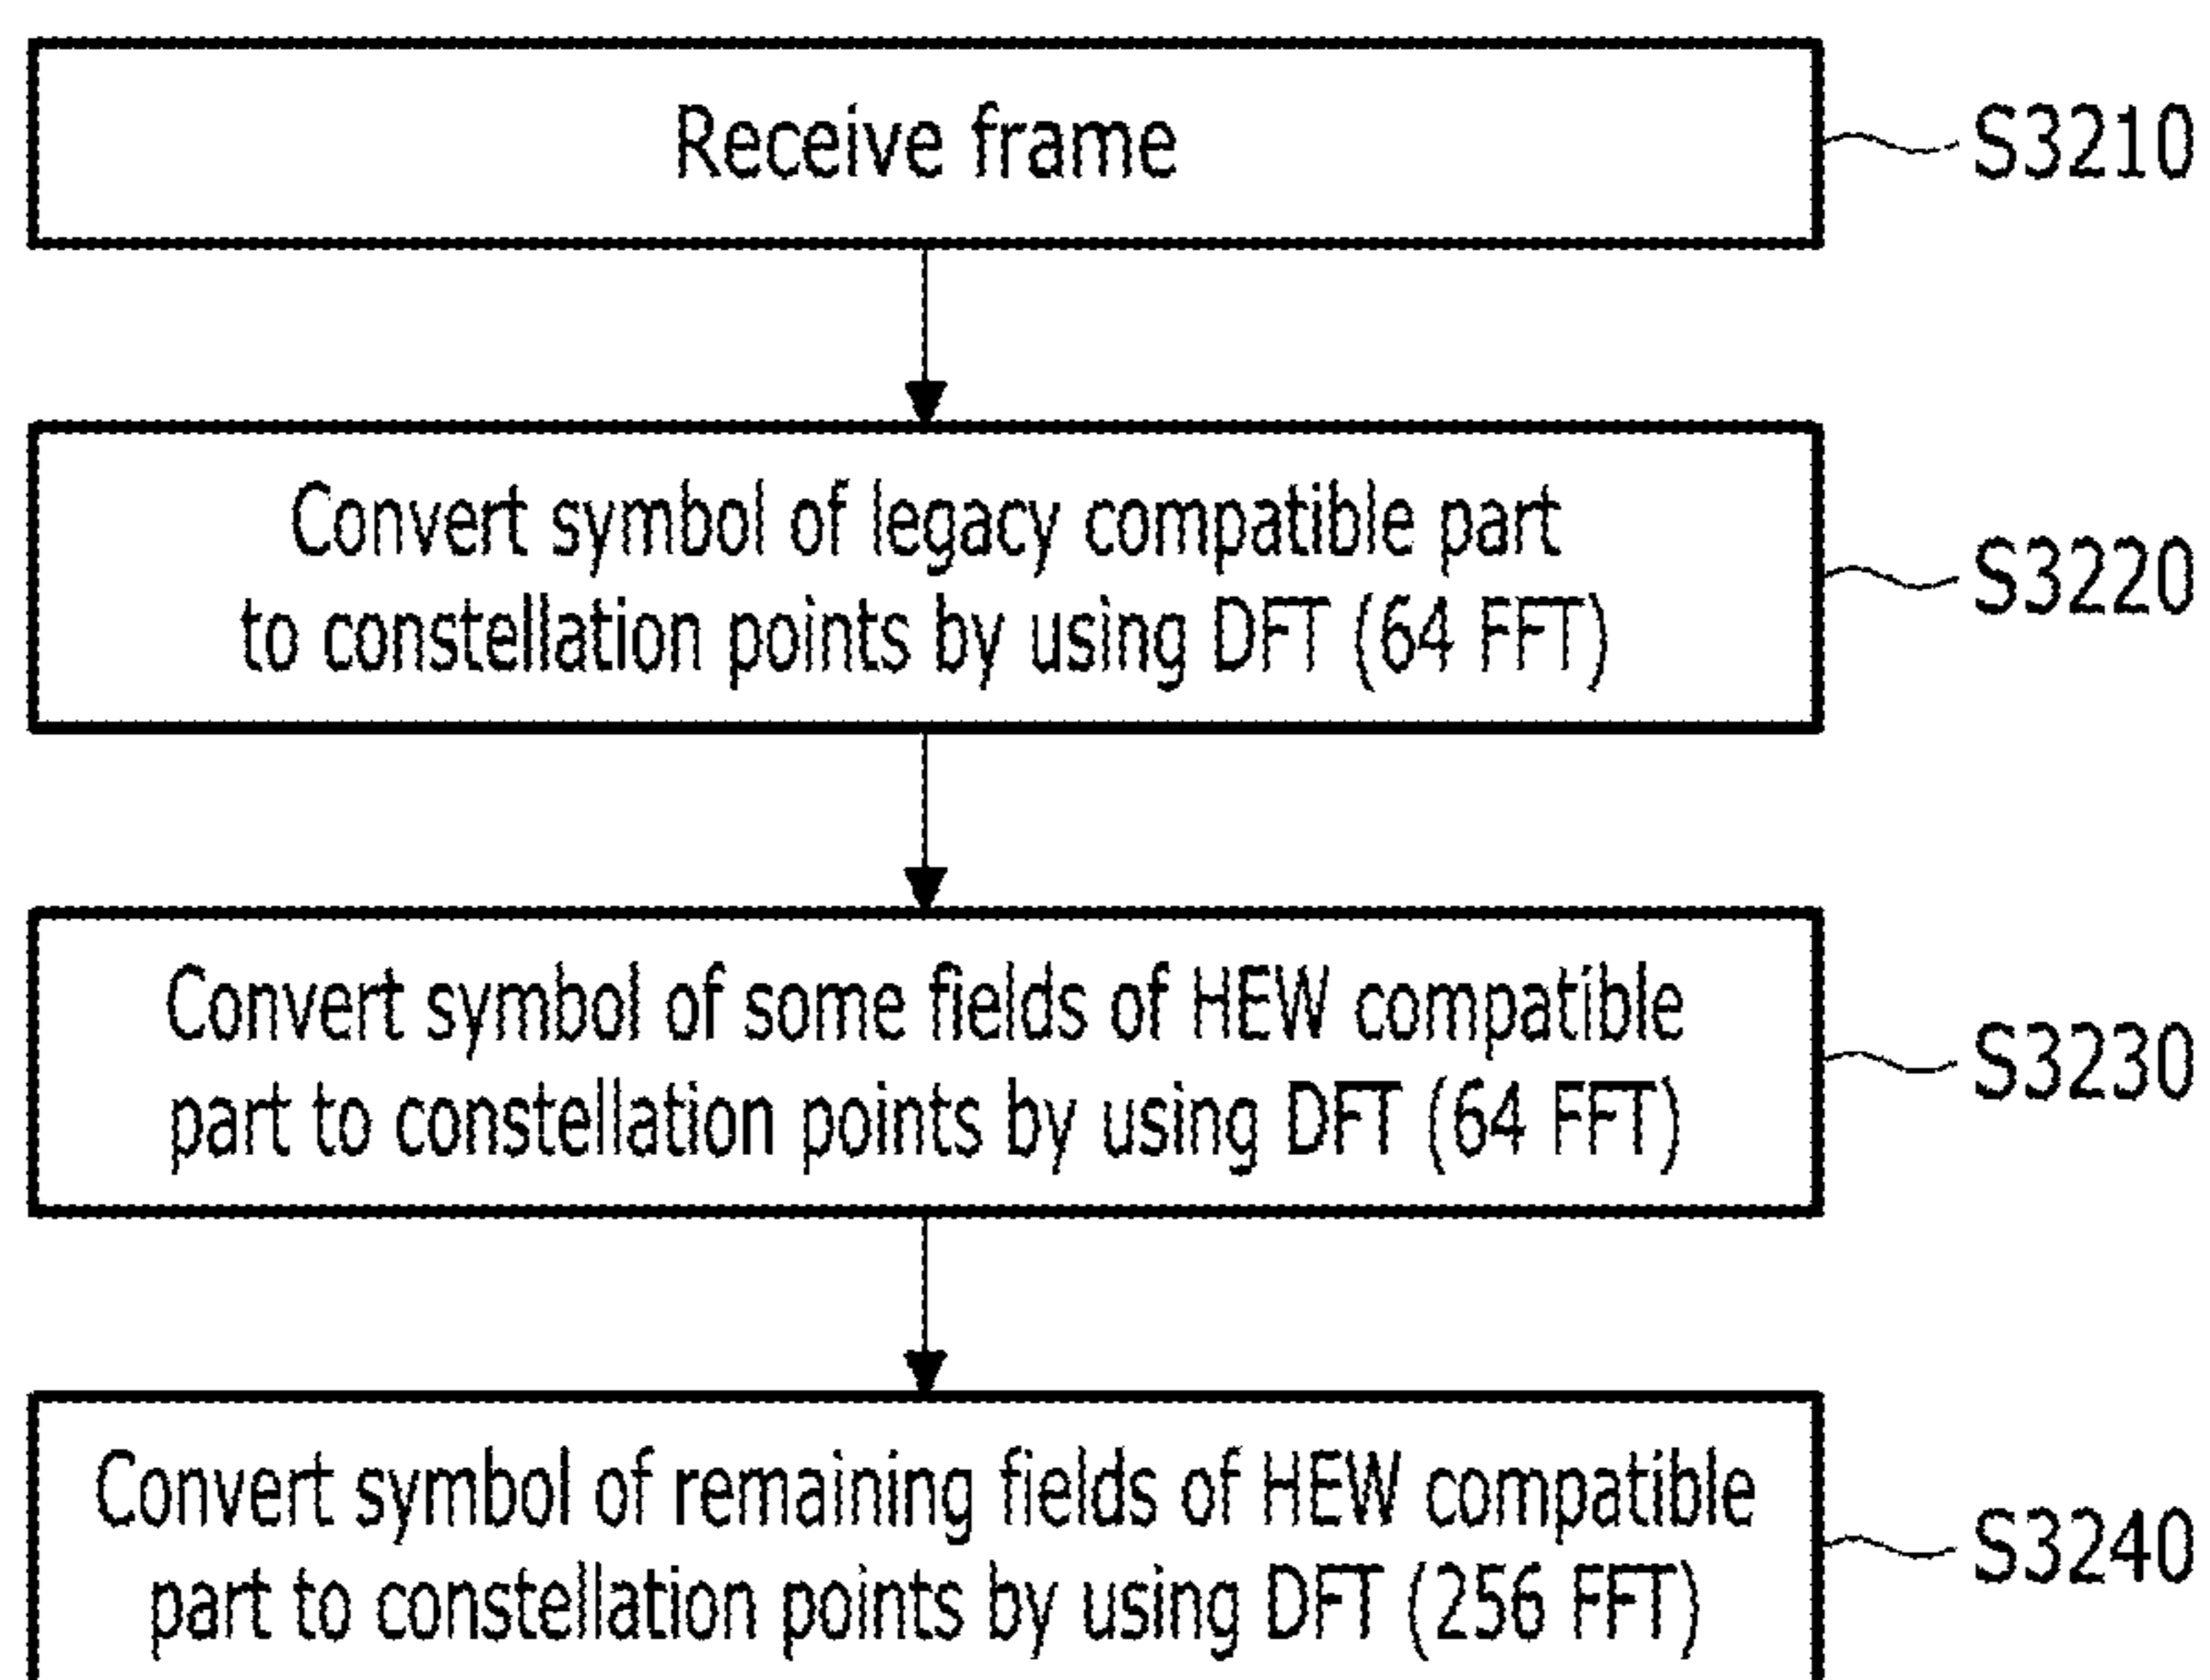 Receive frame
S3210
Convert symbol of legacy compatible part
to constellation points by using DFT (64 FFT)
S3220
Convert symbol of some fields of HEW compatible
part to constellation points by using DFT (64 FFT)
S3230
Convert symbol of remaining fields of HEW compatible
part to constellation points by using DFT (256 FFT)
S3240